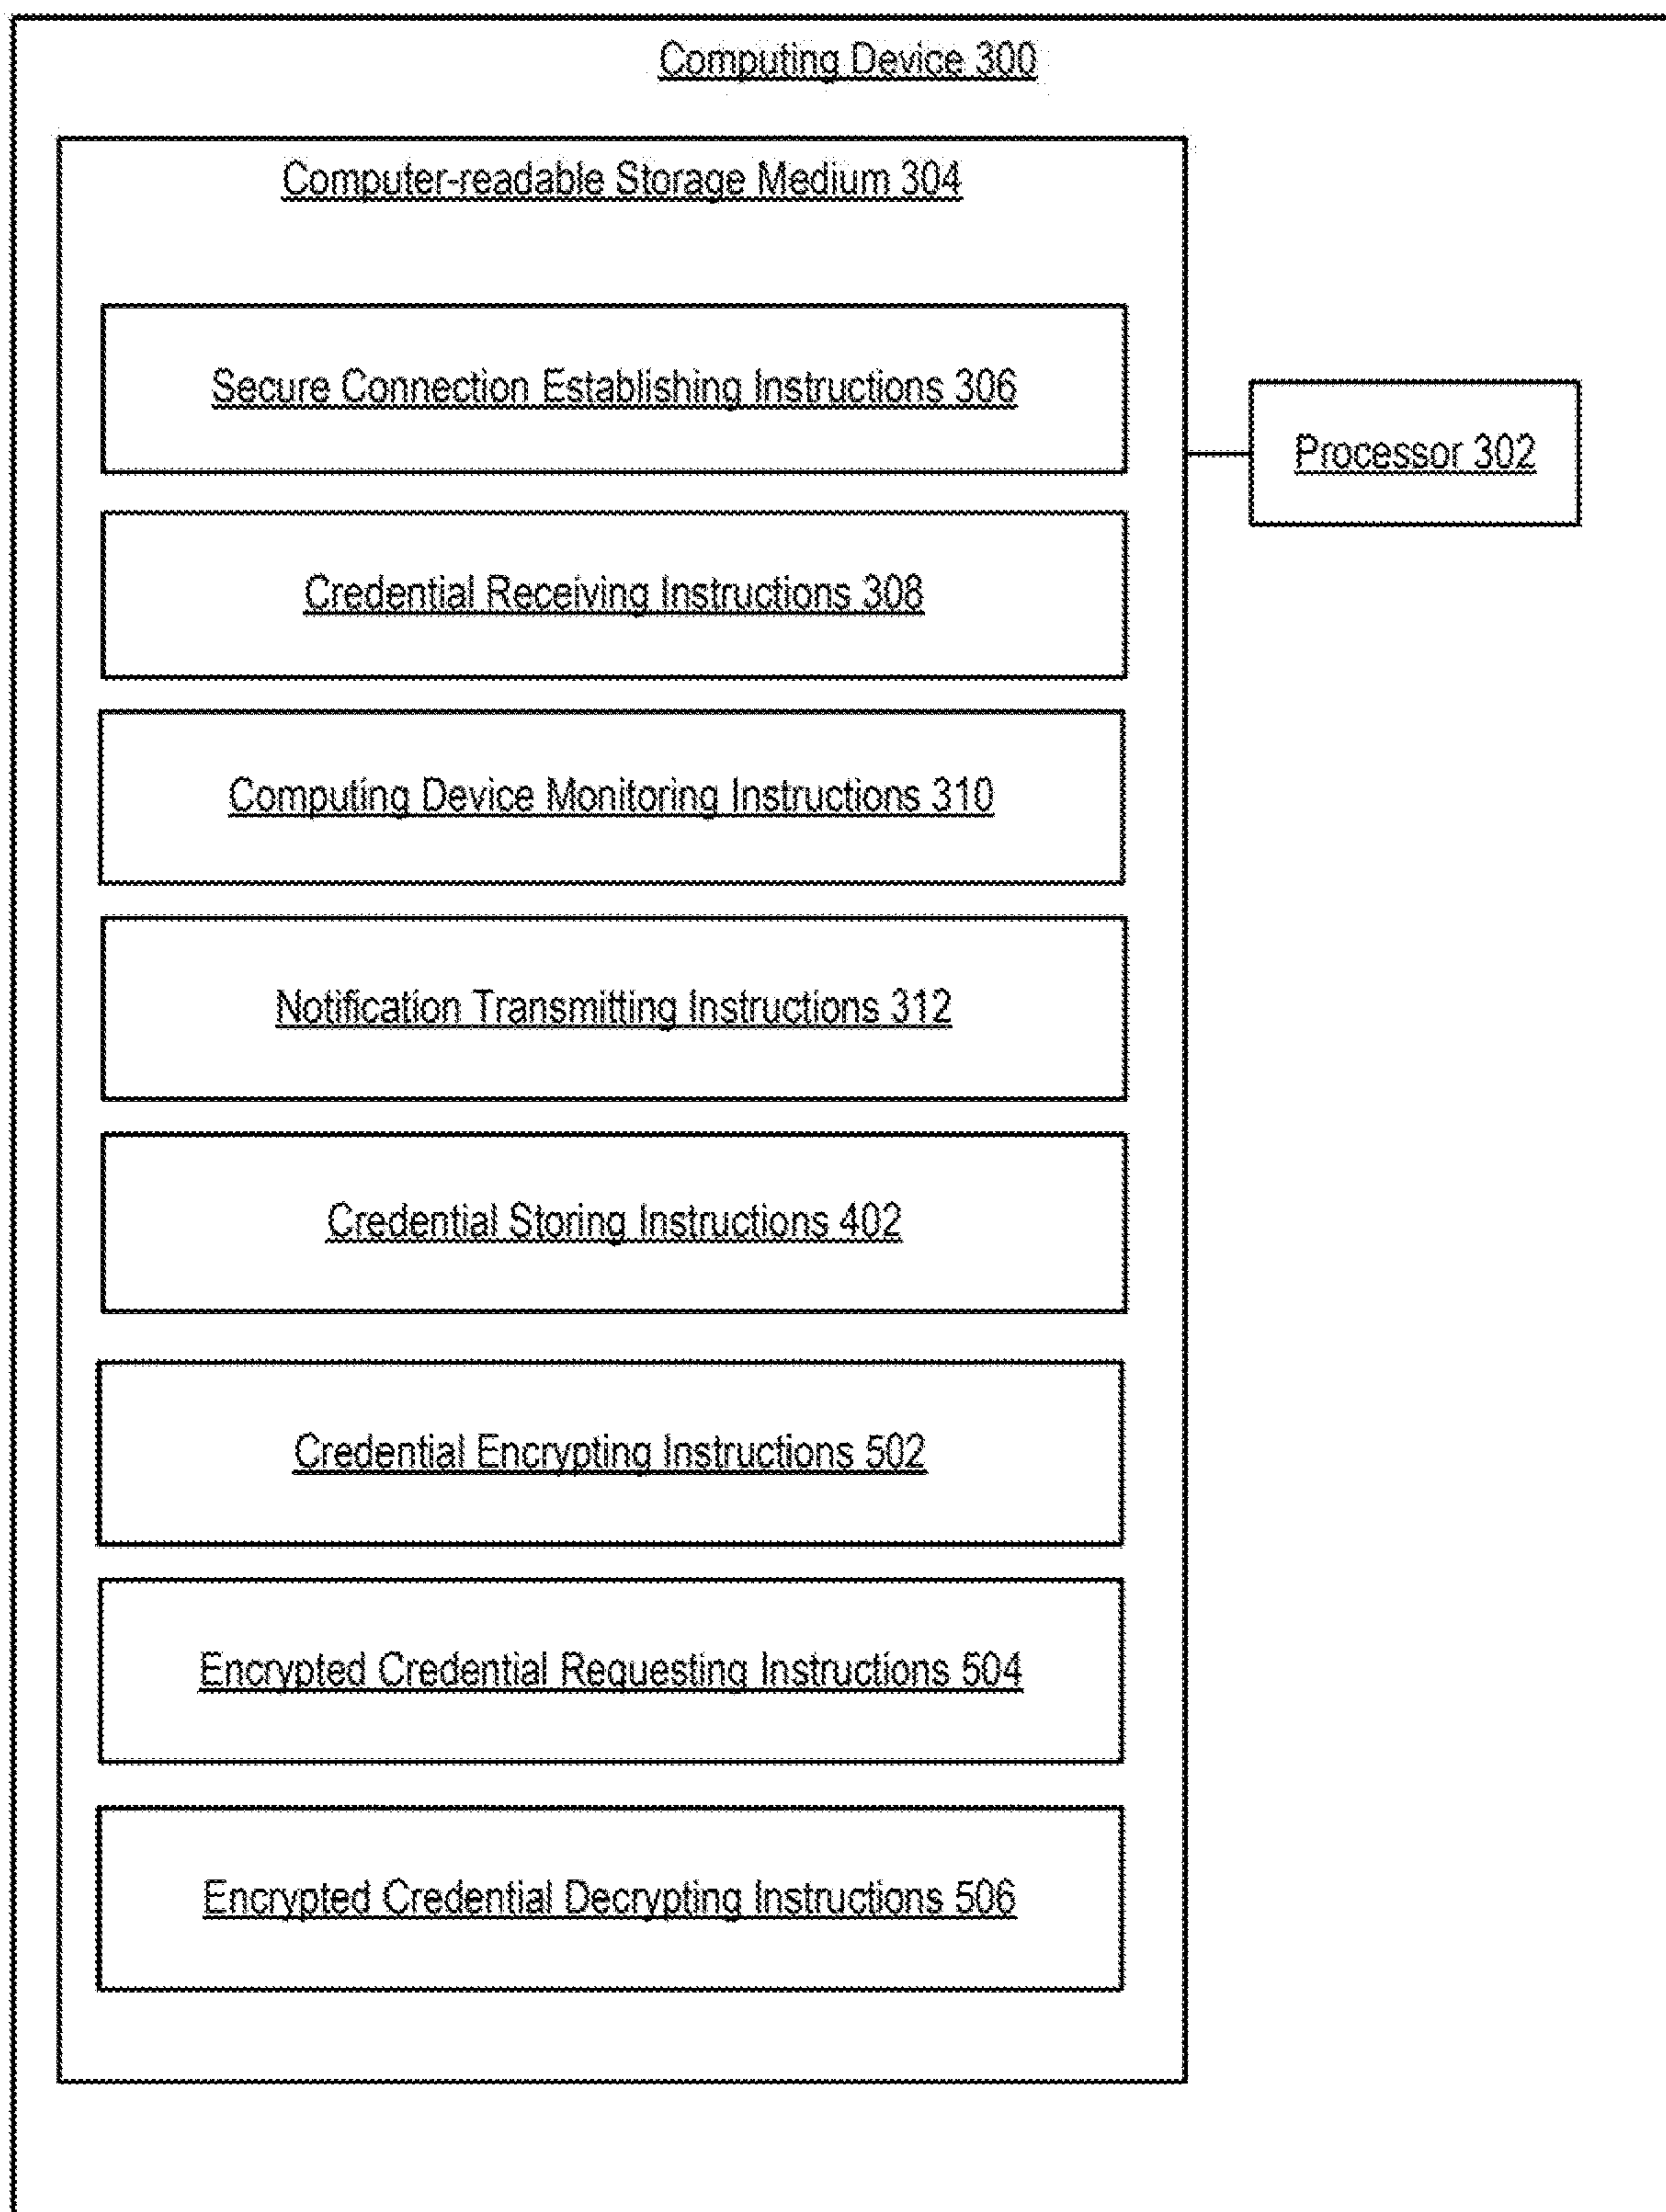 Computing Device 300
Computer-readable Storage Medium 304
Secure Connection Establishing Instructions 306
Processor 302
Credential Receiving Instructions 308
Computing Device Monitoring Instructions 310
Notification Transmitting Instructions 312
Credential Storing Instructions 402
Credential Encrypting Instructions 502
Encrypted Credential Requesting Instructions 504
Encrypted Credential Decrypting Instructions 506